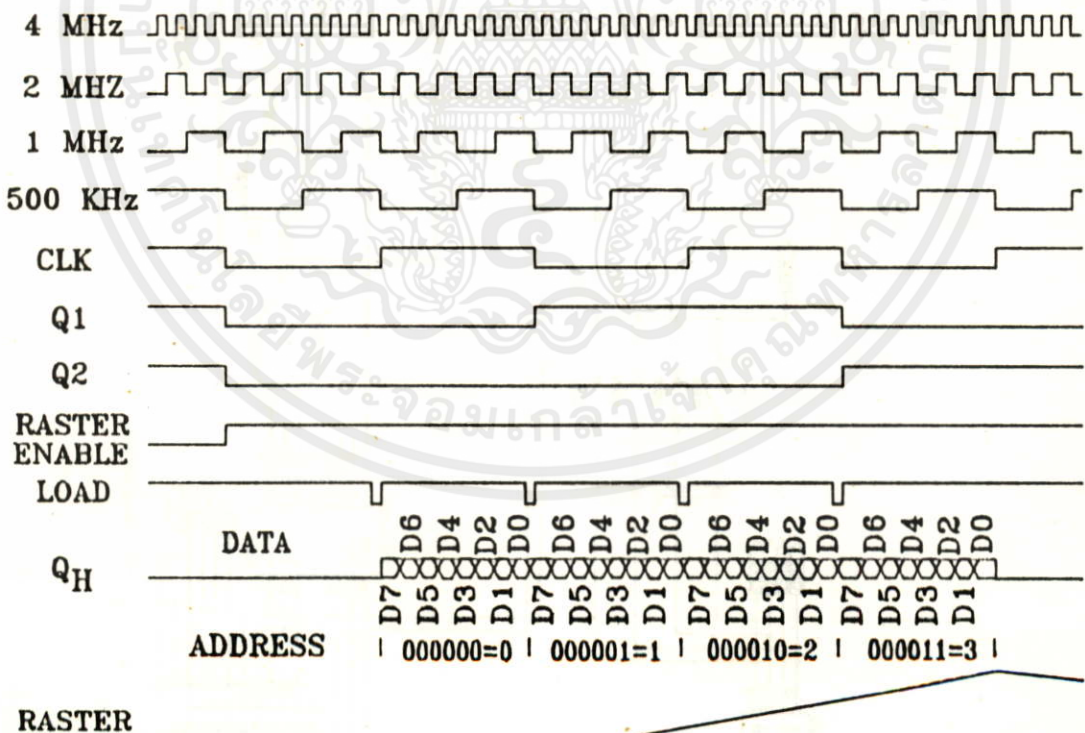 4 MHz
2 MHZ
1 MHz
500 KHz
CLK
Q1
Q2
RASTER
ENABLE
LOAD
D6 D4 D2 D0 D6 D4 D2 D0 D6 D4 D2 D0 D6 D4 D2 D0
DATA
QH
D7 D5 D3 D1 D7 D5 D3 D1 D7 D5 D3 D1 D7 D5 D3 D1
ADDRESS 000000=0 000001=1 000010=2 000011=3
RASTER